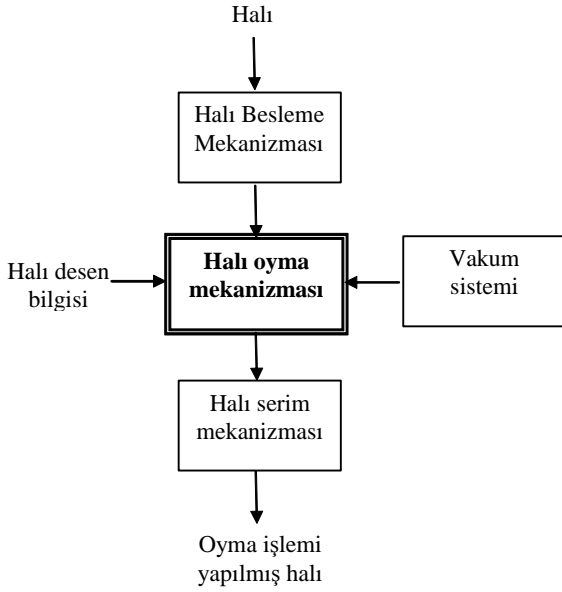 Halı
Halı Besleme
Mekanizması
Halı oyma
mekanizması
Halı desen
bilgisi
Vakum
sistemi
Halı serim
mekanizması
Oyma işlemi
yapılmış halı